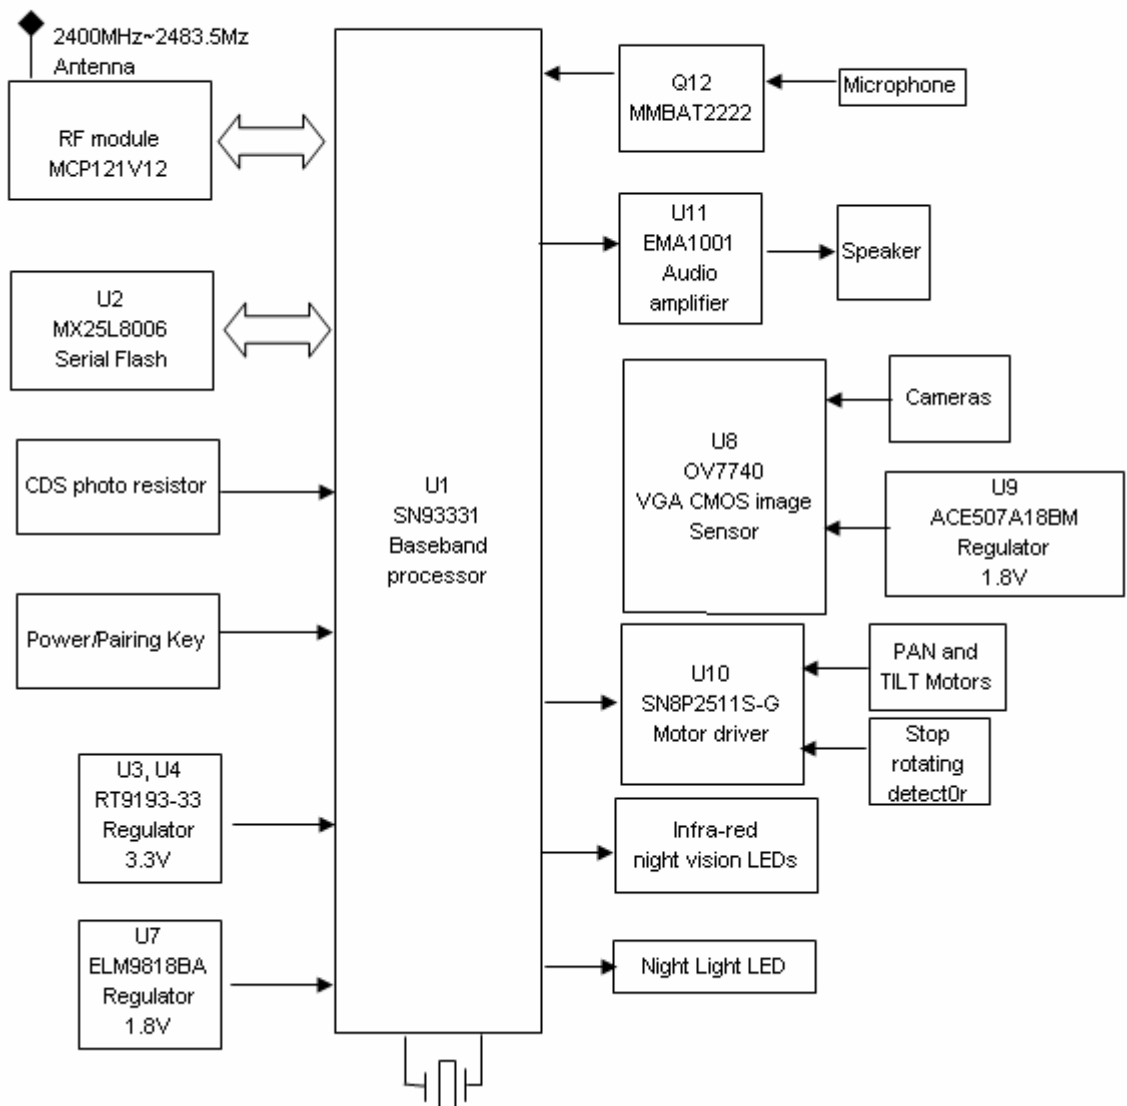 2400MHz~2483.5Mz
Antenna
RF module
MCP121V12
U2
MX25L8006
Serial Flash
CDS photo resistor
Power/Pairing Key
U3, U4
RT9193-33
Regulator
3.3V
U7
ELM9818BA
Regulator
1.8V
U1
SN93331
Baseband
processor
Q12
MMBAT2222
Microphone
U11
EMA1001
Audio
amplifier
Speaker
U8
OV7740
VGA CMOS image
Sensor
Cameras
U9
ACE507A18BM
Regulator
1.8V
U10
SN8P2511S-G
Motor driver
PAN and
TILT Motors
Stop
rotating
detect0r
Infra-red
night vision LEDs
Night Light LED